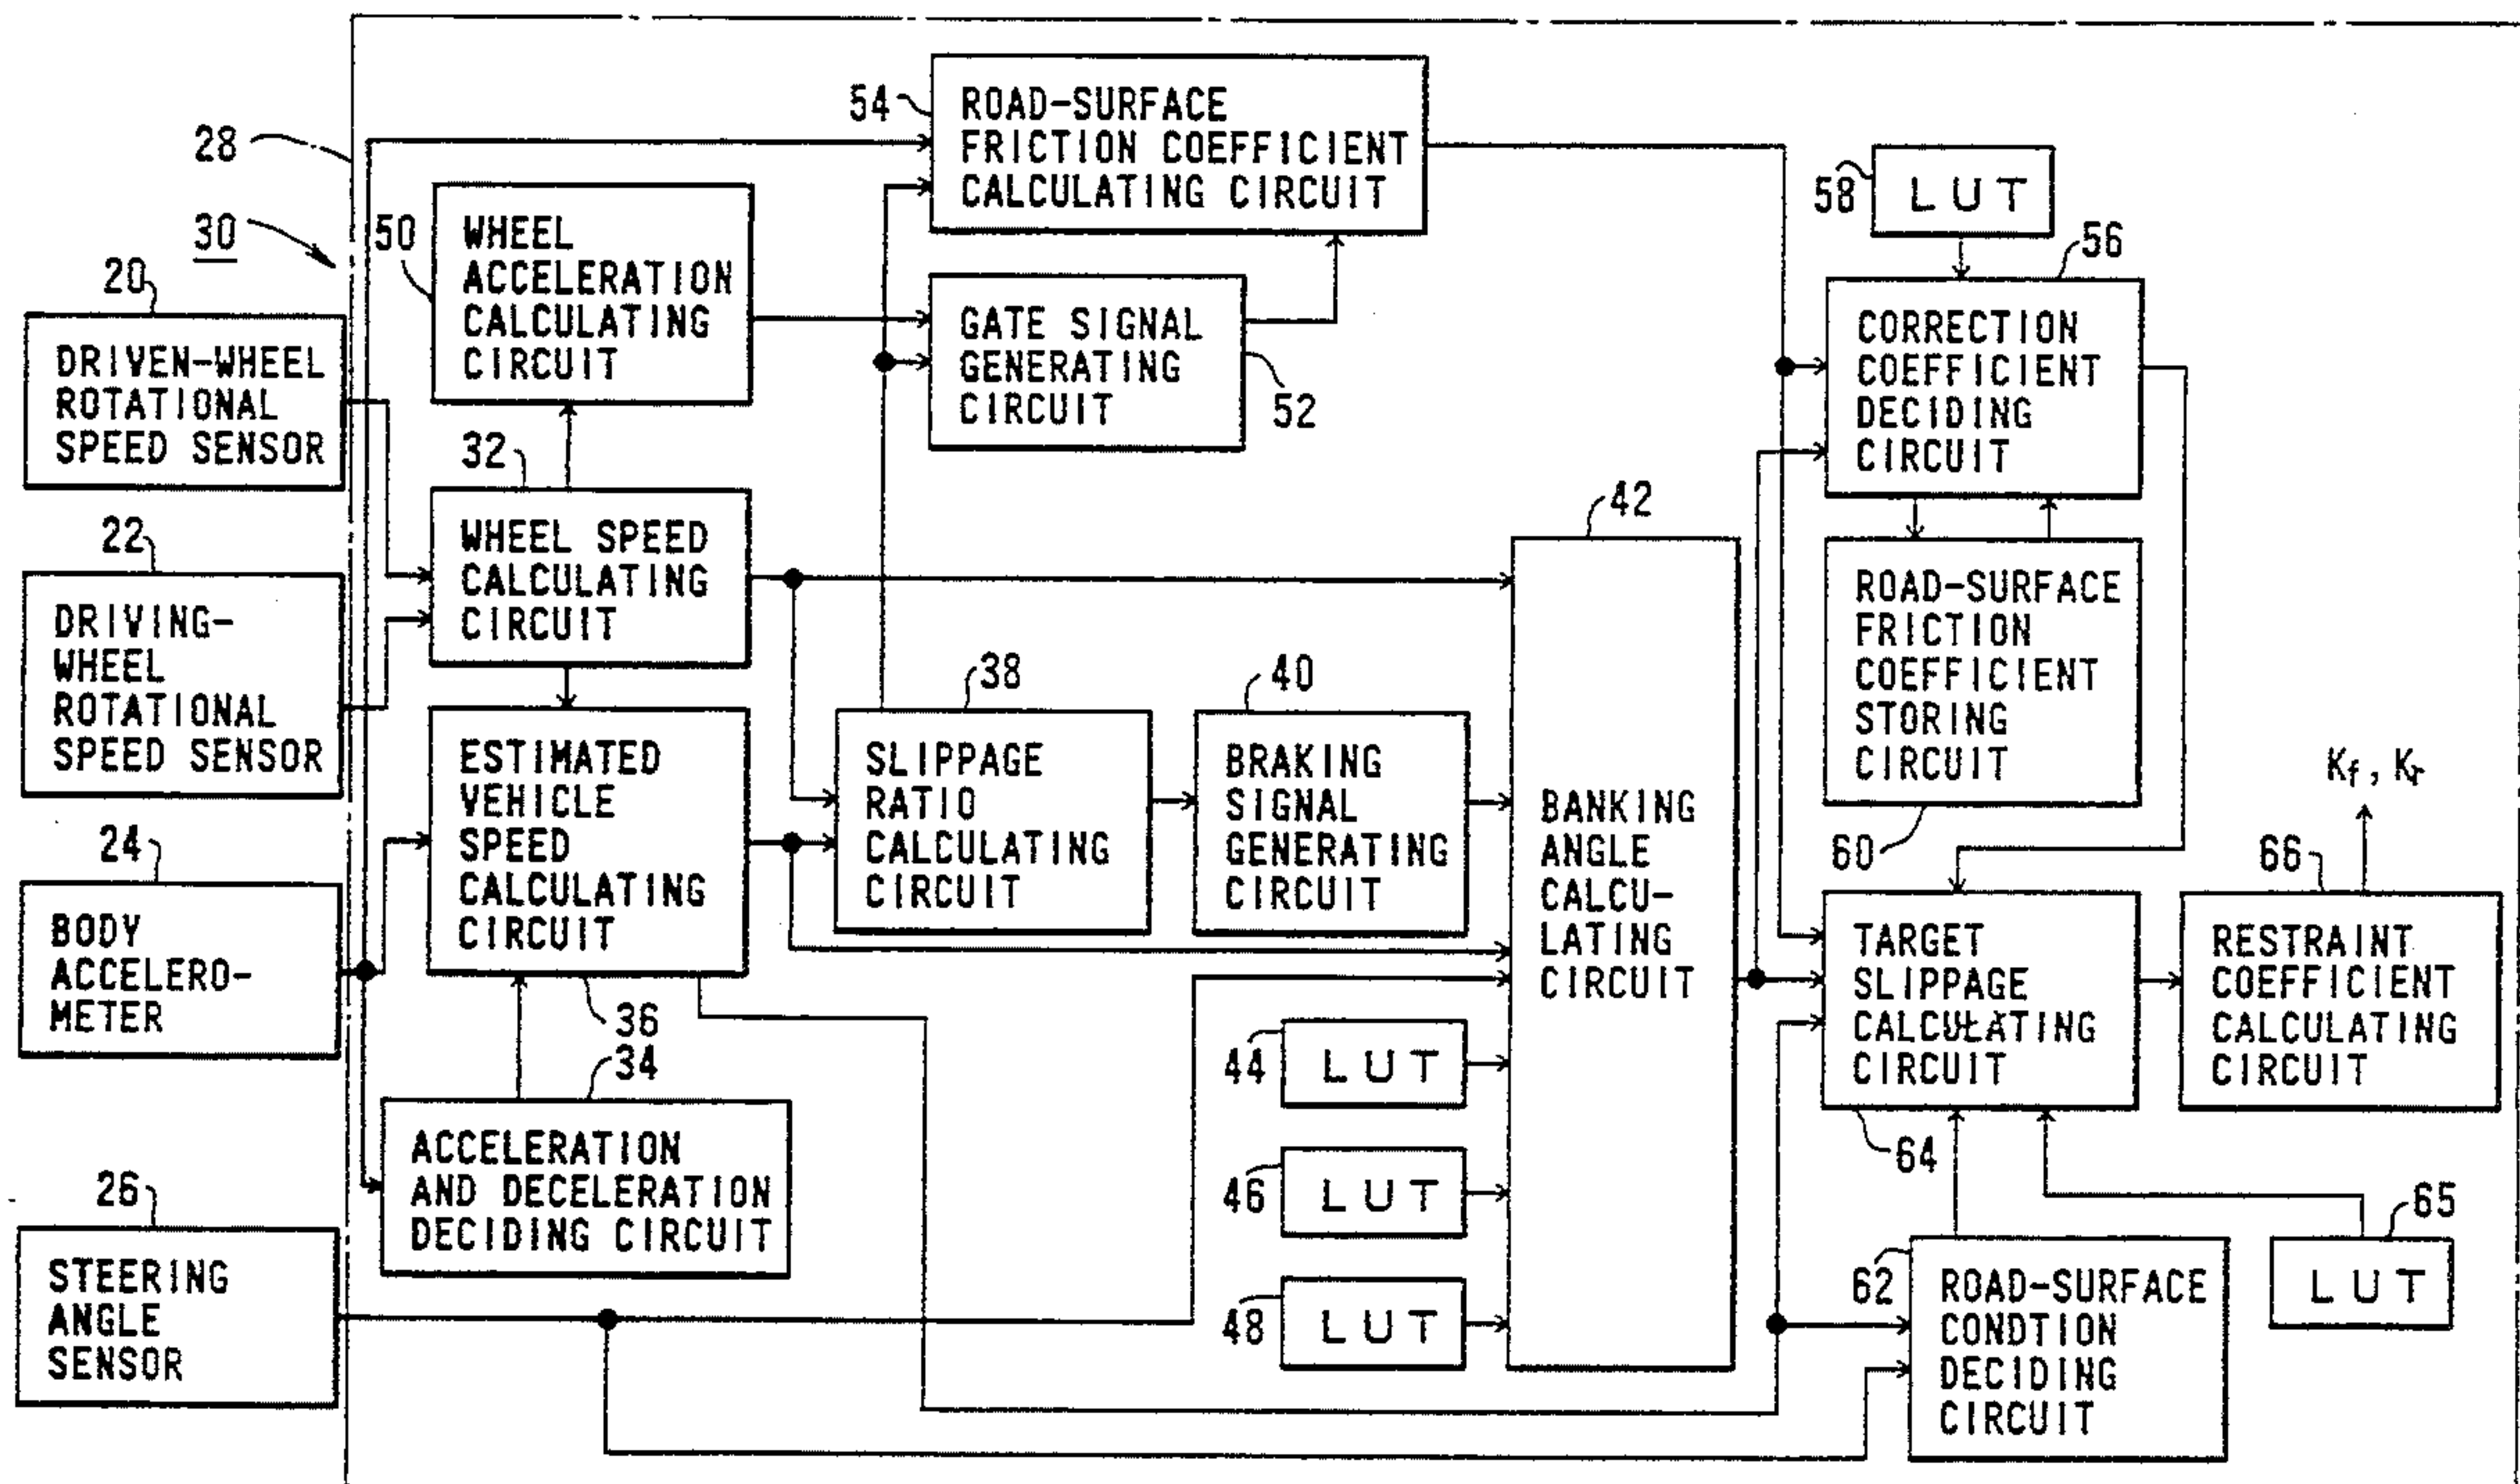 28
30
20
DRIVEN-WHEEL
ROTATIONAL
SPEED SENSOR
22
DRIVING-
WHEEL
ROTATIONAL
SPEED SENSOR
24
BODY
ACCELERO-
METER
26
STEERING
ANGLE
SENSOR
50
WHEEL
ACCELERATION
CALCULATING
CIRCUIT
32
WHEEL SPEED
CALCULATING
CIRCUIT
ESTIMATED
VEHICLE
SPEED
CALCULATING
CIRCUIT
36
34
ACCELERATION
AND DECELERATION
DECIDING CIRCUIT
54
ROAD-SURFACE
FRICTION COEFFICIENT
CALCULATING CIRCUIT
GATE SIGNAL
GENERATING
CIRCUIT
52
38
SLIPPAGE
RATIO
CALCULATING
CIRCUIT
40
BRAKING
SIGNAL
GENERATING
CIRCUIT
42
BANKING
ANGLE
CALCU-
LATING
CIRCUIT
44
LUT
46
LUT
48
LUT
58
LUT
56
CORRECTION
COEFFICIENT
DECIDING
CIRCUIT
ROAD-SURFACE
FRICTION
COEFFICIENT
STORING
CIRCUIT
60
TARGET
SLIPPAGE
CALCULATING
CIRCUIT
64
Kf, Kr
66
RESTRAINT
COEFFICIENT
CALCULATING
CIRCUIT
65
LUT
62
ROAD-SURFACE
CONDTION
DECIDING
CIRCUIT